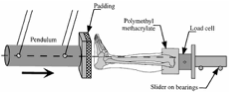 Padding
Pendulum
Polymethyl
methacrylate
Load cell
Slider on bearings